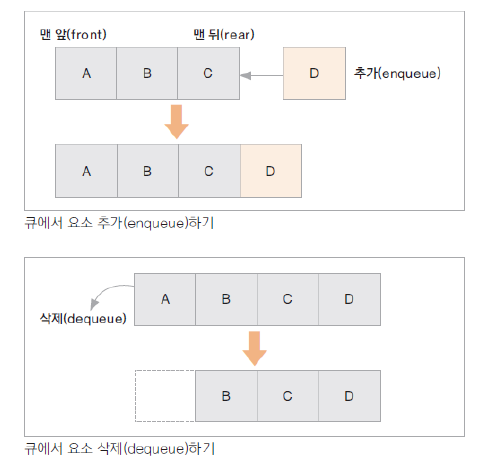 맨 앞(front) 맨 뒤(rear)
A B C D 추가(enqueue)
A B C D
큐에서 요소 추가(enqueue)하기
A B C D
삭제(dequeue)
B C D
큐에서 요소 삭제(dequeue)하기